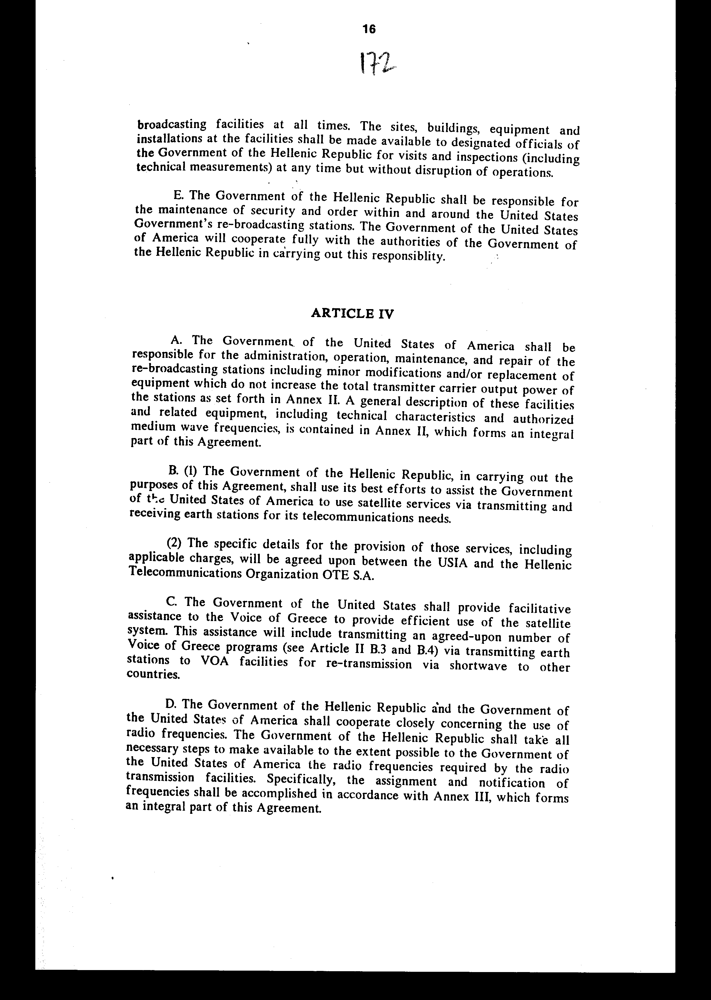 16
172
broadcasting facilities at all times. The sites, buildings, equipment and
installations at the facilities shall be made available to designated officials of
the Government of the Hellenic Republic for visits and inspections (including
technical measurements) at any time but without disruption of operations.
E. The Government of the Hellenic Republic shall be responsible for
the maintenance of security and order within and around the United States
Government's re-broadcasting stations. The Government of the United States
of America will cooperate fully with the authorities of the Government of
the Hellenic Republic in carrying out this responsiblity.
ARTICLE IV
A. The Government of the United States of America shall be
responsible for the administration, operation, maintenance, and repair of the
re-broadcasting stations including minor modifications and/or replacement of
equipment which do not increase the total transmitter carrier output power of
the stations as set forth in Annex II. A general description of these facilities
and related equipment, including technical characteristics and authorized
medium wave frequencies, is contained in Annex II, which forms an integral
part of this Agreement.
B. (1) The Government of the Hellenic Republic, in carrying out the
purposes of this Agreement, shall use its best efforts to assist the Government
of the United States of America to use satellite services via transmitting and
receiving earth stations for its telecommunications needs.
(2) The specific details for the provision of those services, including
applicable charges, will be agreed upon between the USIA and the Hellenic
Telecommunications Organization OTE S.A.
C. The Government of the United States shall provide facilitative
assistance to the Voice of Greece to provide efficient use of the satellite
system. This assistance will include transmitting an agreed-upon number of
Voice of Greece programs (see Article II B.3 and B.4) via transmitting earth
stations to VOA facilities for re-transmission via shortwave to other
countries.
D. The Government of the Hellenic Republic and the Government of
the United States of America shall cooperate closely concerning the use of
radio frequencies. The Government of the Hellenic Republic shall take all
necessary steps to make available to the extent possible to the Government of
the United States of America the radio frequencies required by the radio
transmission facilities. Specifically, the assignment and notification of
frequencies shall be accomplished in accordance with Annex III, which forms
an integral part of this Agreement.